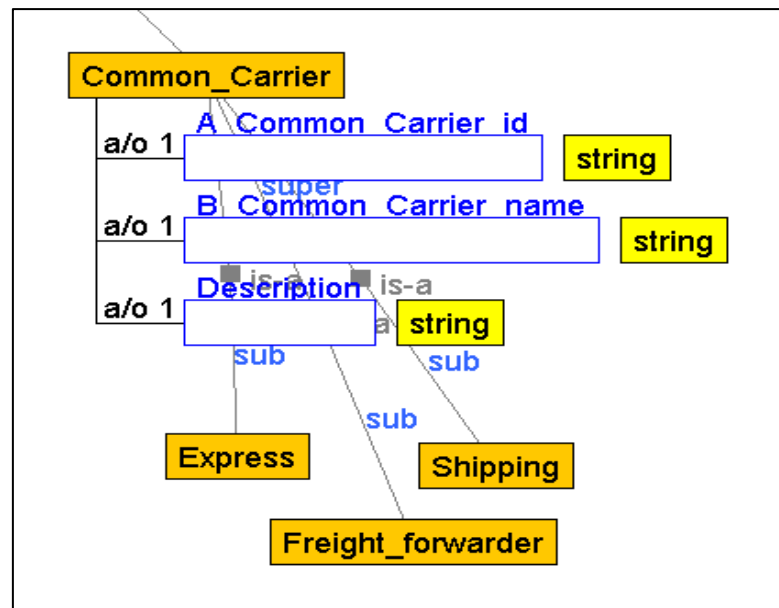 Common_Carrier
A Common Carrier id
a/o 1
string
super
B Common Carrier name
a/o 1
string
is-a
is-a
Description
a/o 1
a
string
sub
sub
sub
Express
Shipping
Freight_forwarder